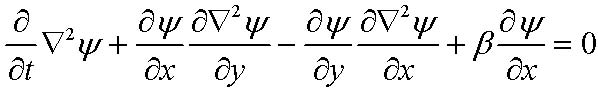 ∂/∂t ∇²ψ + ∂ψ/∂x ∂∇²ψ/∂y − ∂ψ/∂y ∂∇²ψ/∂x + β ∂ψ/∂x = 0